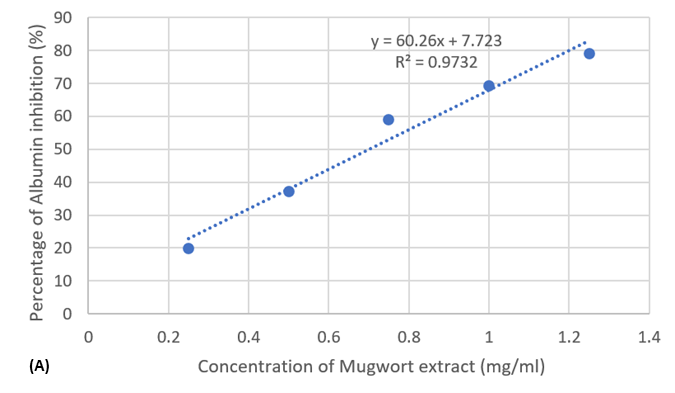 90
80
70
60
50
40
30
20
10
0
Percentage of Albumin inhibition (%)
y = 60.26x + 7.723
R² = 0.9732
0 0.2 0.4 0.6 0.8 1 1.2 1.4
(A) Concentration of Mugwort extract (mg/ml)